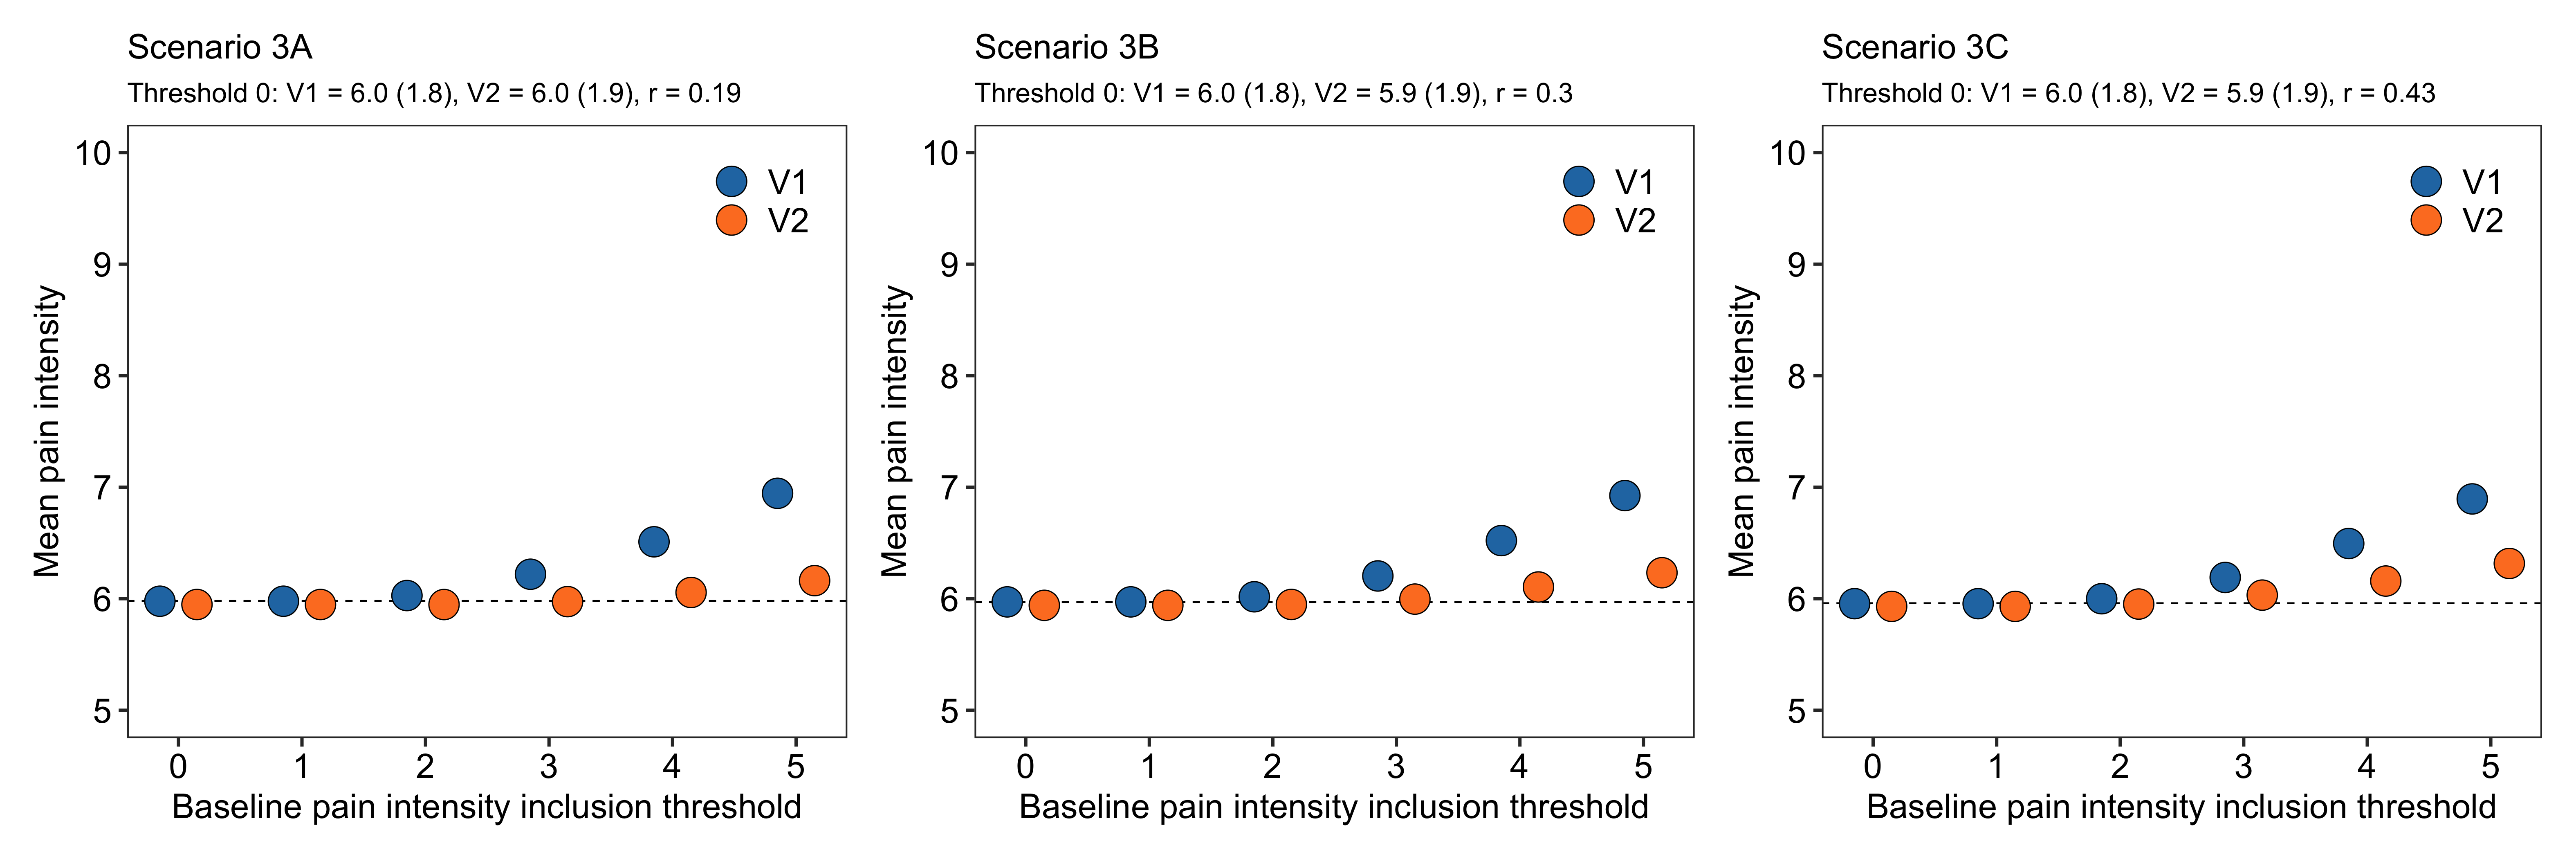 Scenario 3A
Threshold 0: V1 = 6.0 (1.8), V2 = 6.0 (1.9), r = 0.19
Mean pain intensity
10
9
8
7
6
5
V1
V2
0 1 2 3 4 5
Baseline pain intensity inclusion threshold
Scenario 3B
Threshold 0: V1 = 6.0 (1.8), V2 = 5.9 (1.9), r = 0.3
Mean pain intensity
10
9
8
7
6
5
V1
V2
0 1 2 3 4 5
Baseline pain intensity inclusion threshold
Scenario 3C
Threshold 0: V1 = 6.0 (1.8), V2 = 5.9 (1.9), r = 0.43
Mean pain intensity
10
9
8
7
6
5
V1
V2
0 1 2 3 4 5
Baseline pain intensity inclusion threshold